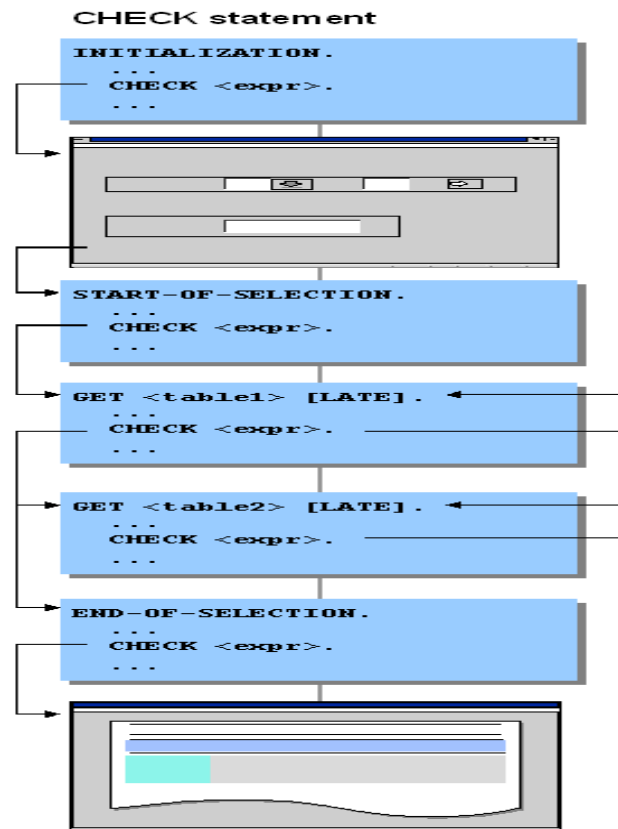 CHECK statement
INITIALIZATION.
...
CHECK <expr>.
...
START-OF-SELECTION.
...
CHECK <expr>.
...
GET <table1> [LATE].
...
CHECK <expr>.
...
GET <table2> [LATE].
...
CHECK <expr>.
...
END-OF-SELECTION.
...
CHECK <expr>.
...